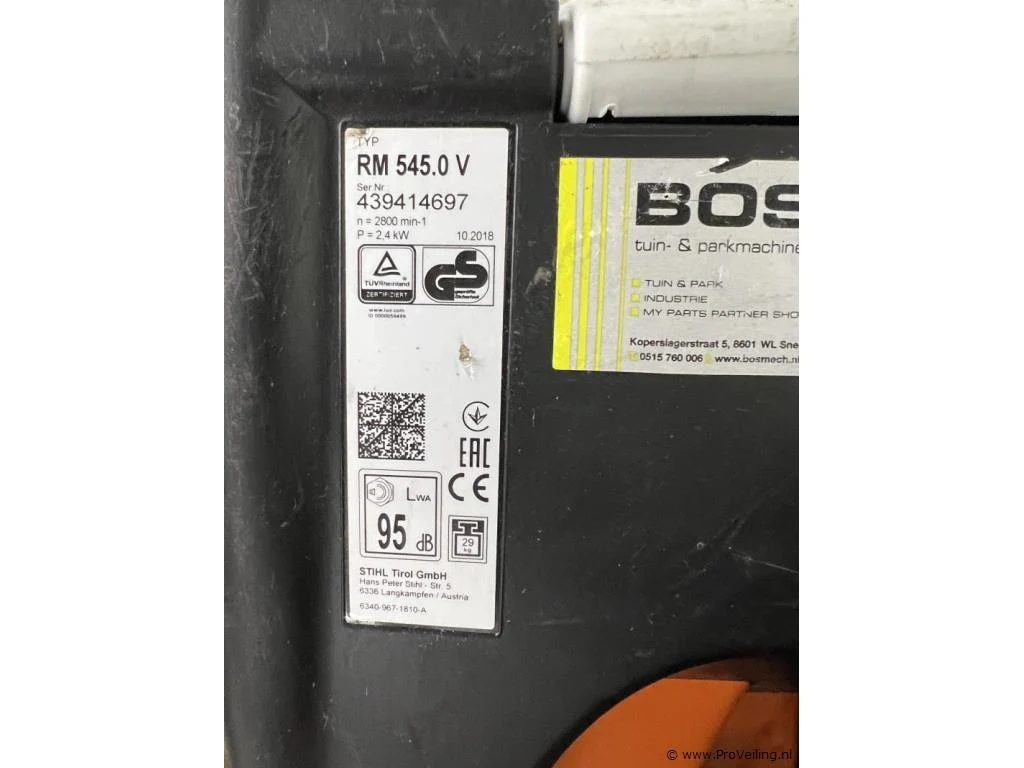 TYP
RM 545.0 V
Ser Nr.
439414697
n = 2800 min-1
P = 2,4 kW 10.2018
TÜVRheinland
ZERTIFIZIERT
GS
geprüfte
Sicherheit
www.tuv.com
EAC
CE
LWA
95 dB
29
kg
STIHL Tirol GmbH
Hans Peter Stihl - Str. 5
6336 Langkampfen / Austria
6340-967-1810-A
BOS
tuin- & parkmachine
TUIN & PARK
INDUSTRIE
MY PARTS PARTNER SHO
Koperslagerstraat 5, 8601 WL Sne
0515 760 006 www.bosmech.nl
© www.ProVeiling.nl